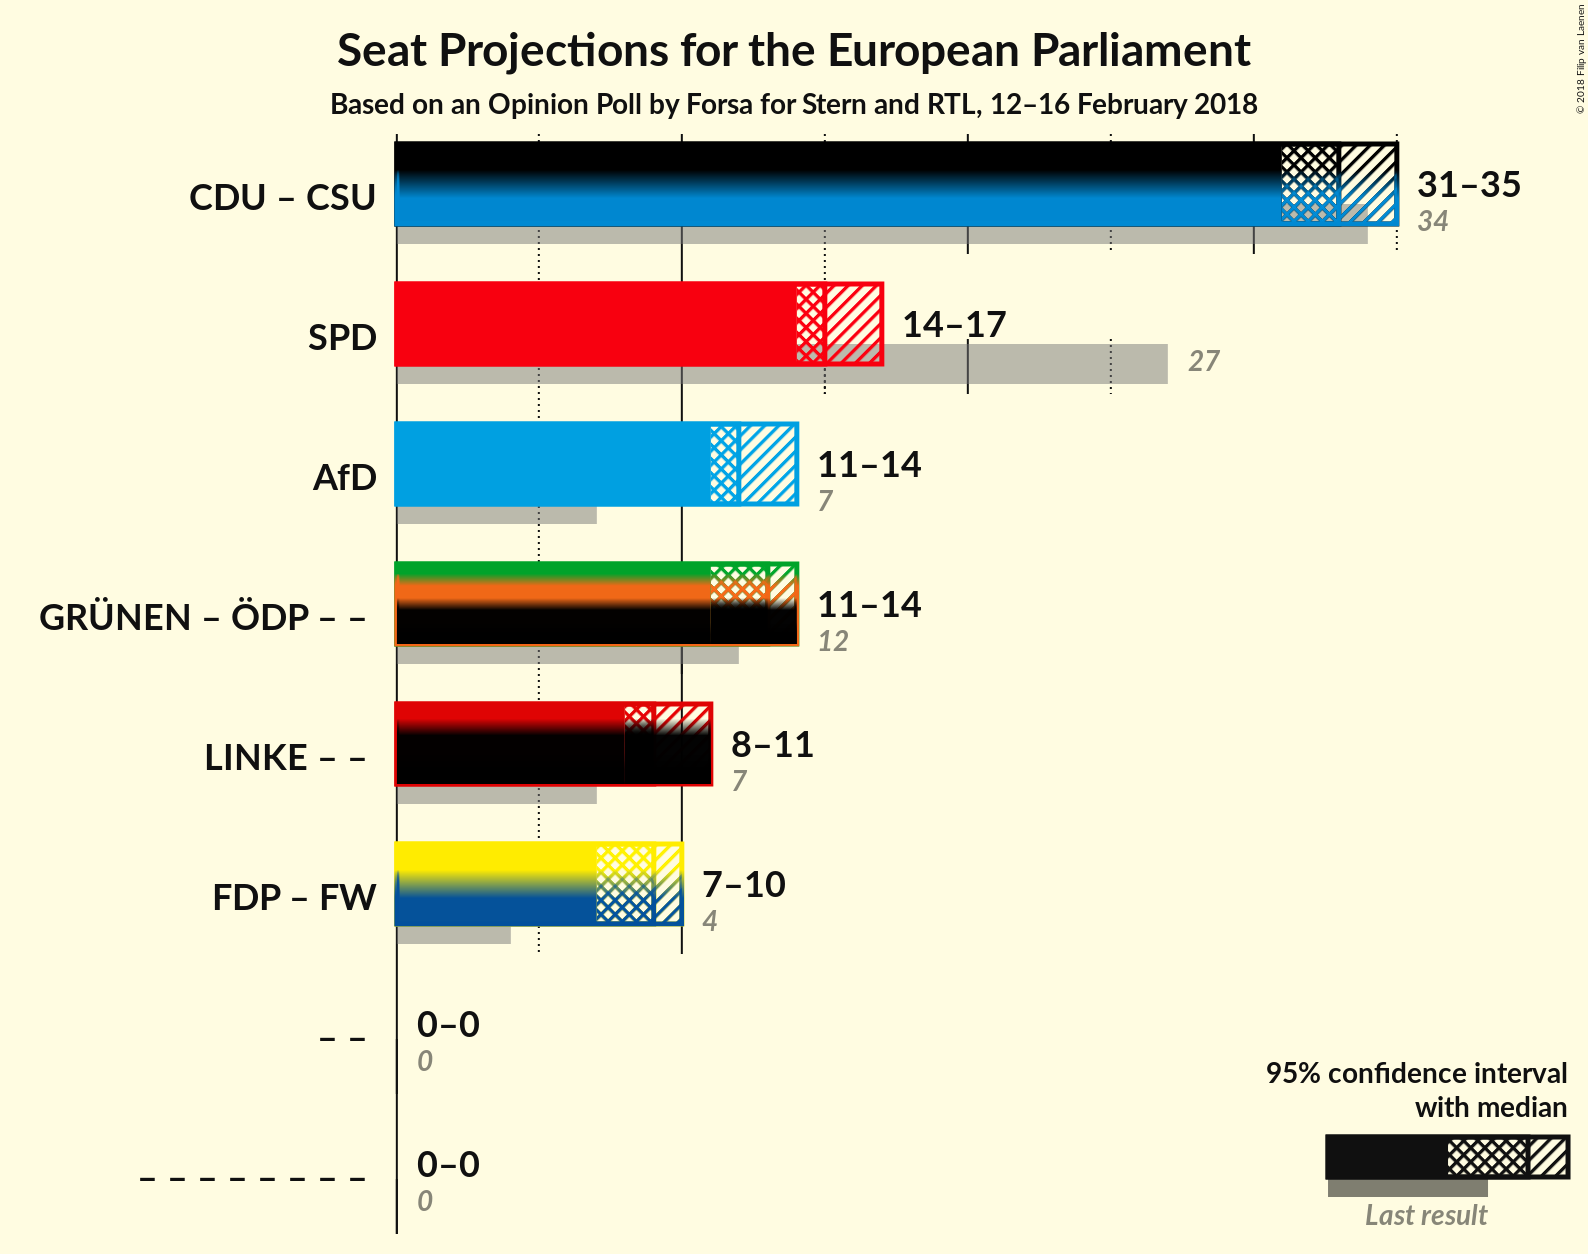 Seat Projections for the European Parliament
Based on an Opinion Poll by Forsa for Stern and RTL, 12–16 February 2018
© 2018 Filip van Laenen
CDU – CSU
31–35
34
SPD
14–17
27
AfD
11–14
7
GRÜNEN – ÖDP – –
11–14
12
LINKE – –
8–11
7
FDP – FW
7–10
4
– –
0–0
0
– – – – – – – –
0–0
0
95% confidence interval
with median
Last result